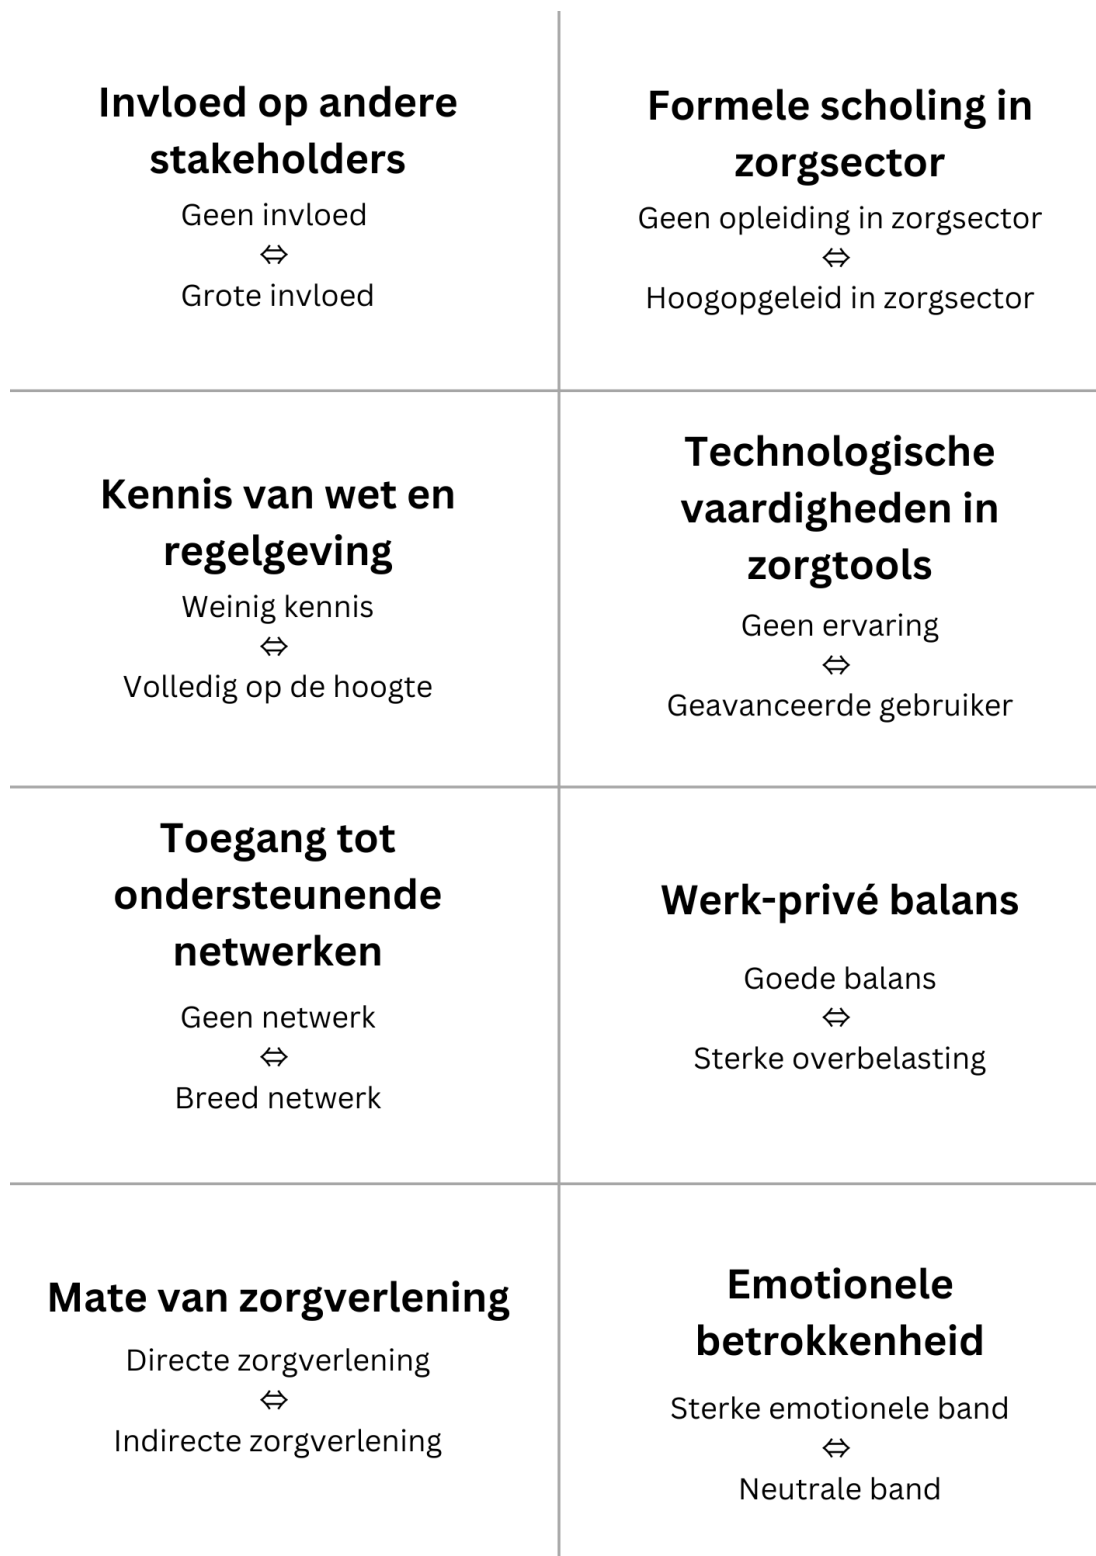 Invloed op andere
stakeholders
Geen invloed
⇔
Grote invloed
Formele scholing in
zorgsector
Geen opleiding in zorgsector
⇔
Hoogopgeleid in zorgsector
Kennis van wet en
regelgeving
Weinig kennis
⇔
Volledig op de hoogte
Technologische
vaardigheden in
zorgtools
Geen ervaring
⇔
Geavanceerde gebruiker
Toegang tot
ondersteunende
netwerken
Geen netwerk
⇔
Breed netwerk
Werk-privé balans
Goede balans
⇔
Sterke overbelasting
Mate van zorgverlening
Directe zorgverlening
⇔
Indirecte zorgverlening
Emotionele
betrokkenheid
Sterke emotionele band
⇔
Neutrale band